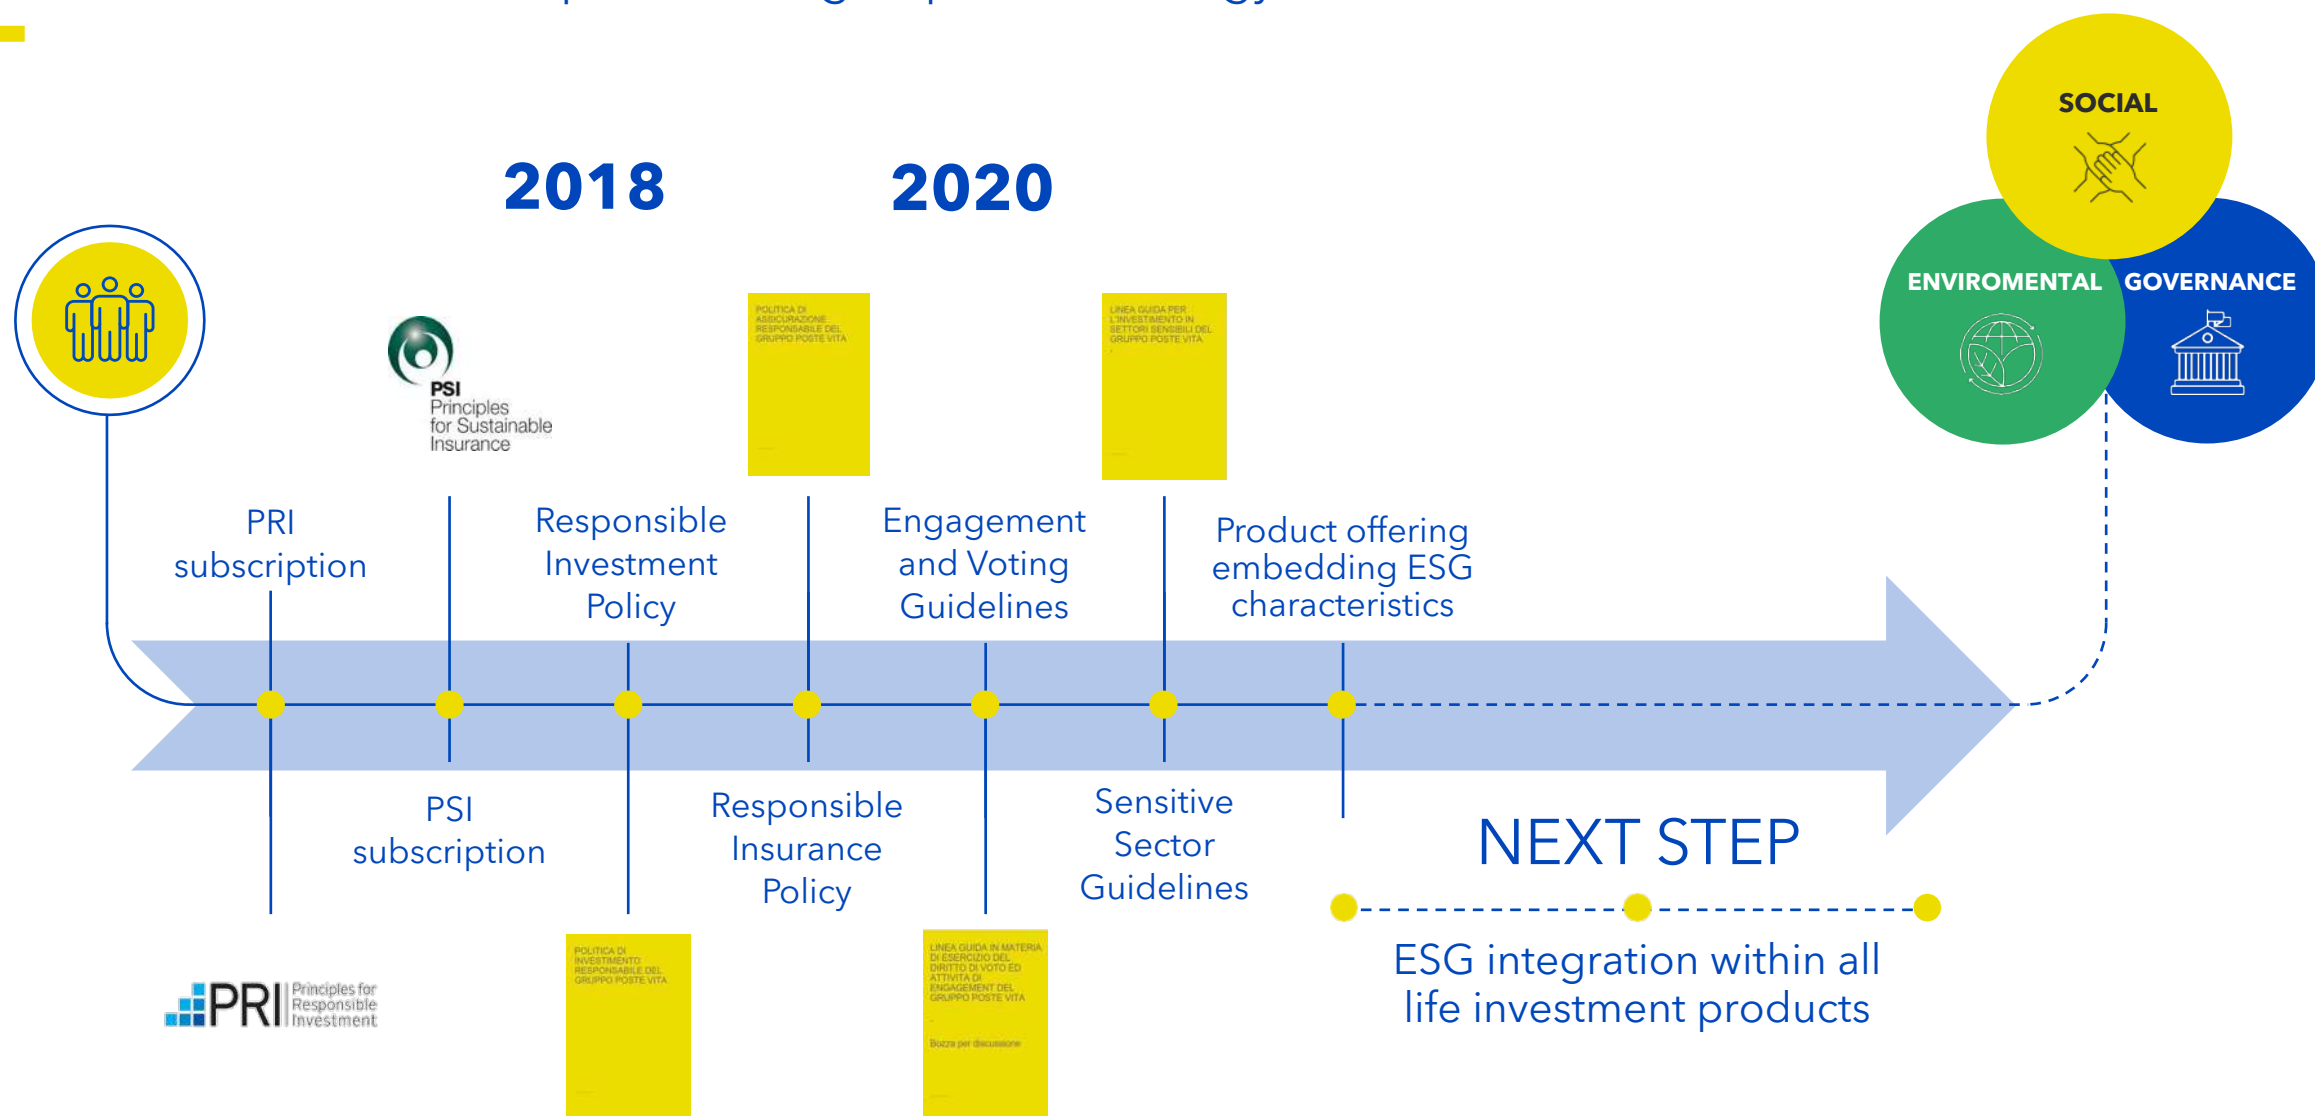 SOCIAL
2018
2020
ENVIROMENTAL
GOVERNANCE
POLITICA DI
ASSICURAZIONE
RESPONSABILE DEL
GRUPPO POSTE VITA
LINEA GUIDA PER
L'INVESTIMENTO IN
SETTORI SENSIBILI DEL
GRUPPO POSTE VITA
PSI
Principles
for Sustainable
Insurance
PRI
subscription
Responsible
Investment
Policy
Engagement
and Voting
Guidelines
Product offering
embedding ESG
characteristics
PSI
subscription
Responsible
Insurance
Policy
Sensitive
Sector
Guidelines
NEXT STEP
ESG integration within all
life investment products
PRI
Principles for
Responsible
Investment
POLITICA DI
INVESTIMENTO
RESPONSABILE DEL
GRUPPO POSTE VITA
LINEA GUIDA IN MATERIA
DI ESERCIZIO DEL
DIRITTO DI VOTO ED
ATTIVITA DI
ENGAGEMENT DEL
GRUPPO POSTE VITA
Bozza per discussione